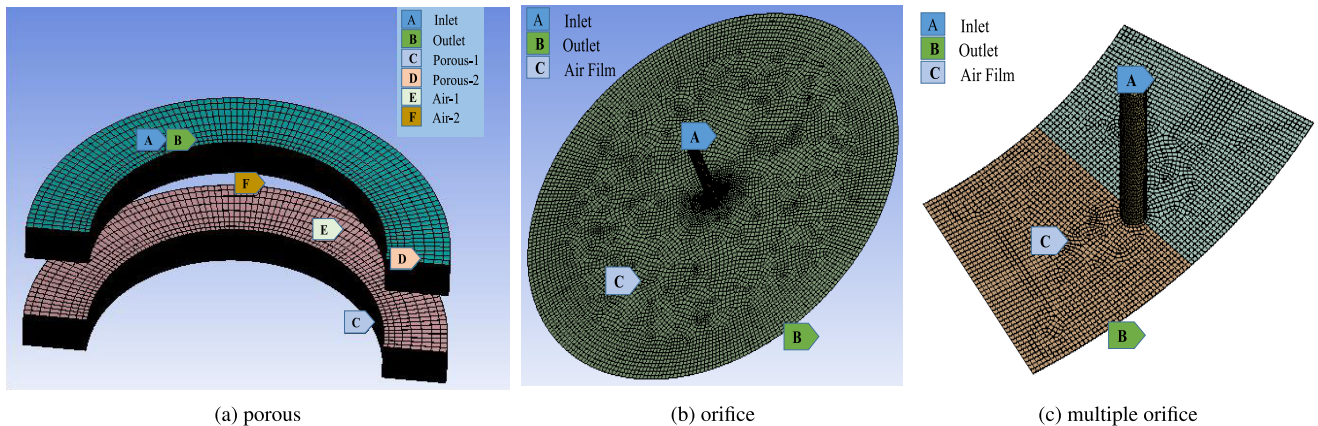 A Inlet
B Outlet
C Porous-1
D Porous-2
E Air-1
F Air-2
A B
F
E
D
C
(a) porous
A Inlet
B Outlet
C Air Film
A
C
B
(b) orifice
A Inlet
B Outlet
C Air Film
A
C
B
(c) multiple orifice